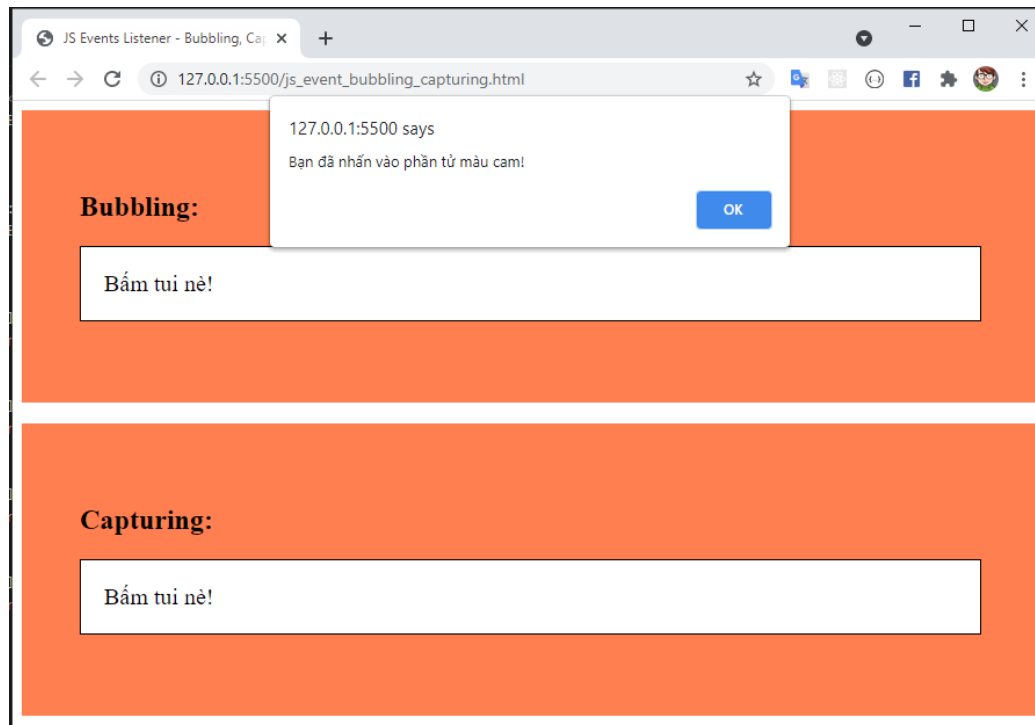 JS Events Listener - Bubbling, Ca
127.0.0.1:5500/js_event_bubbling_capturing.html
127.0.0.1:5500 says
Bạn đã nhấn vào phần tử màu cam!
OK
Bubbling:
Bấm tui nè!
Capturing:
Bấm tui nè!